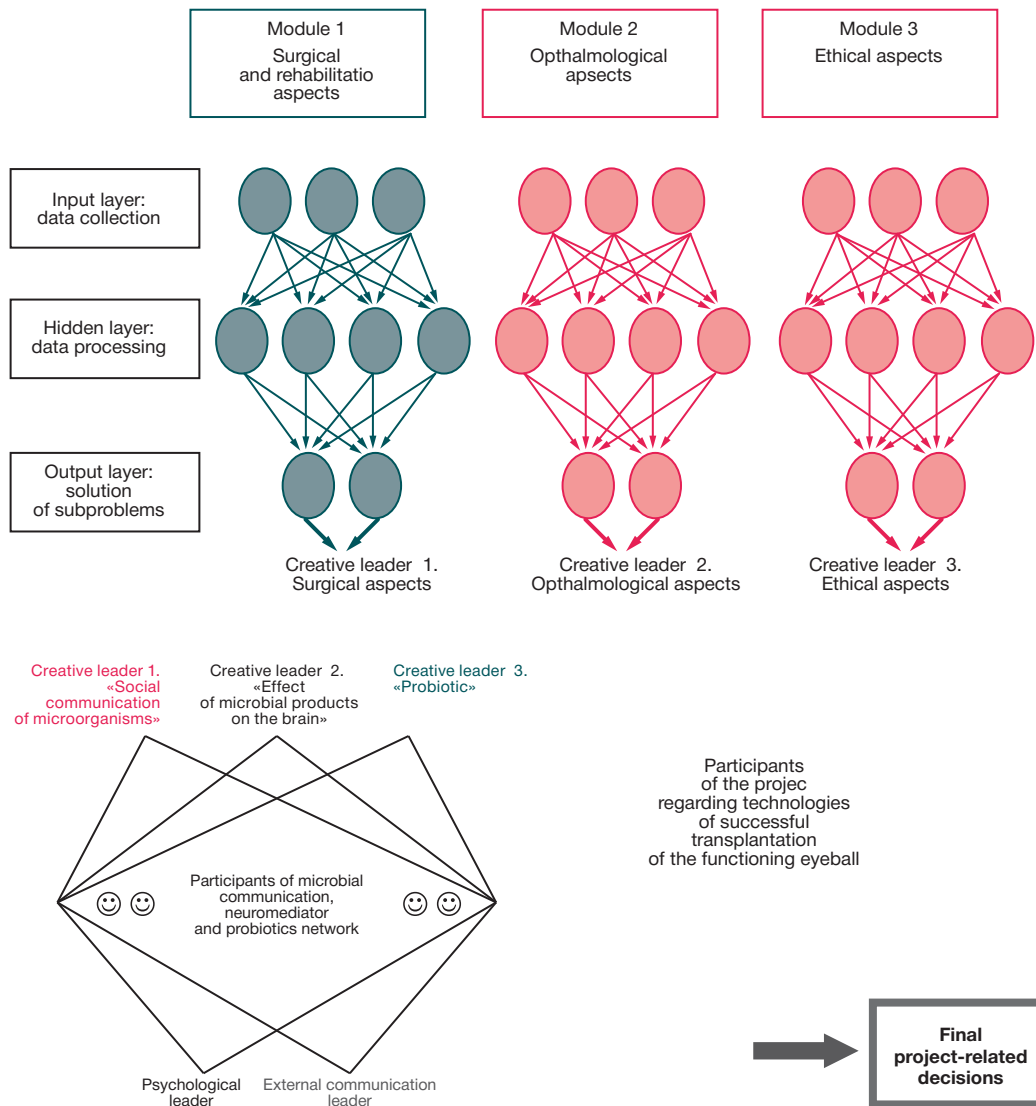 Module 1
Surgical
and rehabilitatio
aspects
Module 2
Opthalmological
apsects
Module 3
Ethical aspects
Input layer:
data collection
Hidden layer:
data processing
Output layer:
solution
of subproblems
Creative leader 1.
Surgical aspects
Creative leader 2.
Opthalmological aspects
Creative leader 3.
Ethical aspects
Creative leader 1.
«Social
communication
of microorganisms»
Creative leader 2.
«Effect
of microbial products
on the brain»
Creative leader 3.
«Probiotic»
Participants of microbial
communication,
neuromediator
and probiotics network
Participants
of the projec
regarding technologies
of successful
transplantation
of the functioning eyeball
Psychological
leader
External communication
leader
Final
project-related
decisions